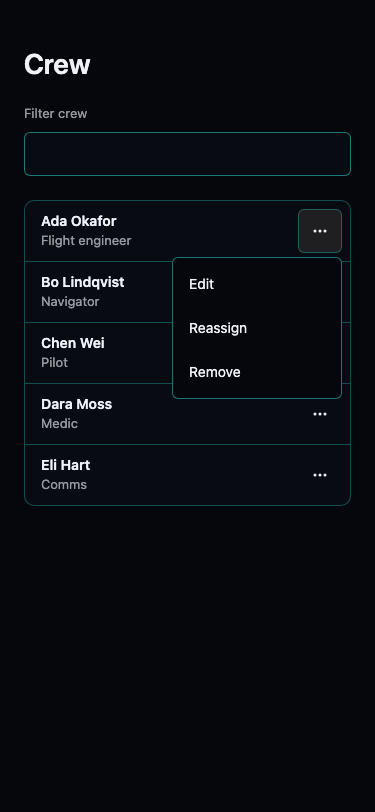 Crew
Filter crew
Ada Okafor
Flight engineer
Bo Lindqvist
Navigator
Edit
Chen Wei
Pilot
Reassign
Remove
Dara Moss
Medic
Eli Hart
Comms